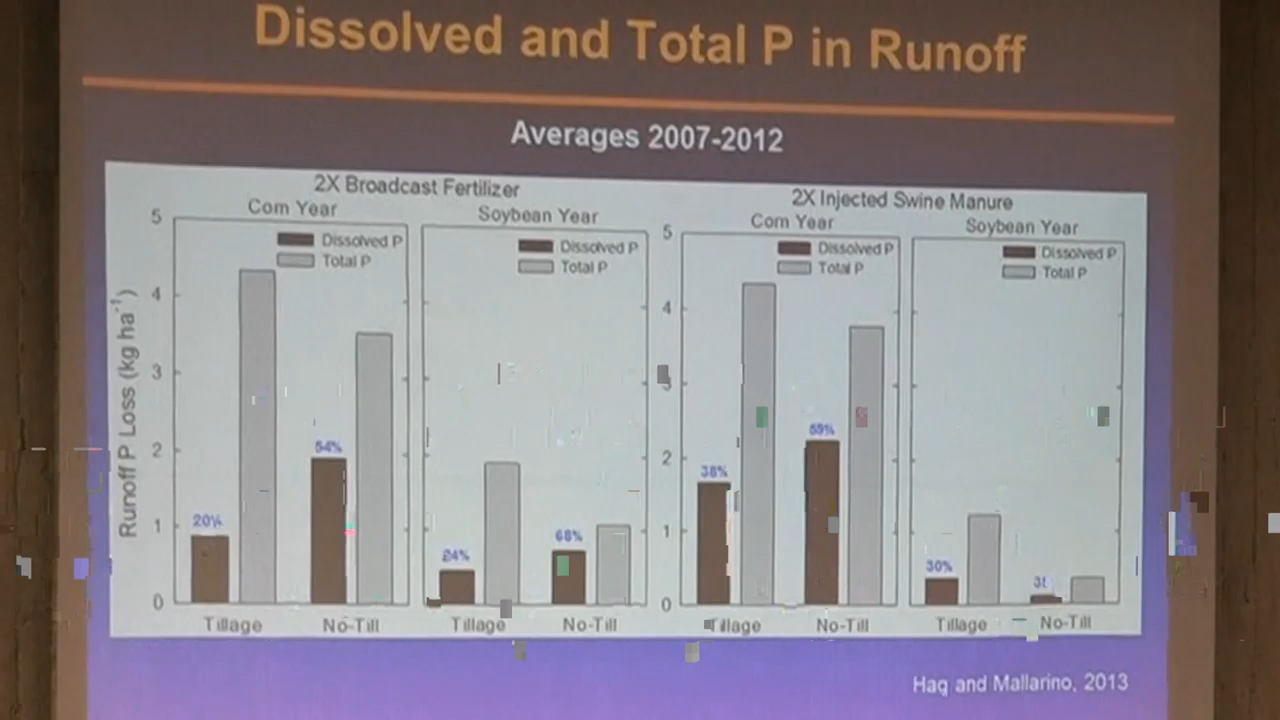 Dissolved and Total P in Runoff
Averages 2007-2012
2X Broadcast Fertilizer
2X Injected Swine Manure
Corn Year
Soybean Year
Corn Year
Soybean Year
Dissolved P
Total P
Dissolved P
Total P
Dissolved P
Total P
Dissolved P
Total P
Runoff P Loss (kg ha⁻¹)
5
4
3
2
1
0
5
4
3
2
1
0
20%
54%
24%
68%
38%
59%
30%
Tillage
No-Till
Tillage
No-Till
Tillage
No-Till
Tillage
No-Till
Haq and Mallarino, 2013